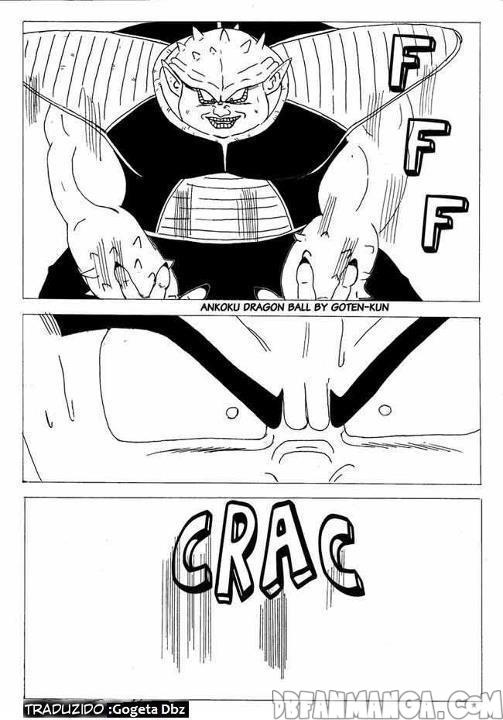 F
F
F
ANKOKU DRAGON BALL BY GOTEN-KUN
CRAC
TRADUZIDO :Gogeta Dbz
DBFANMANGA.COM